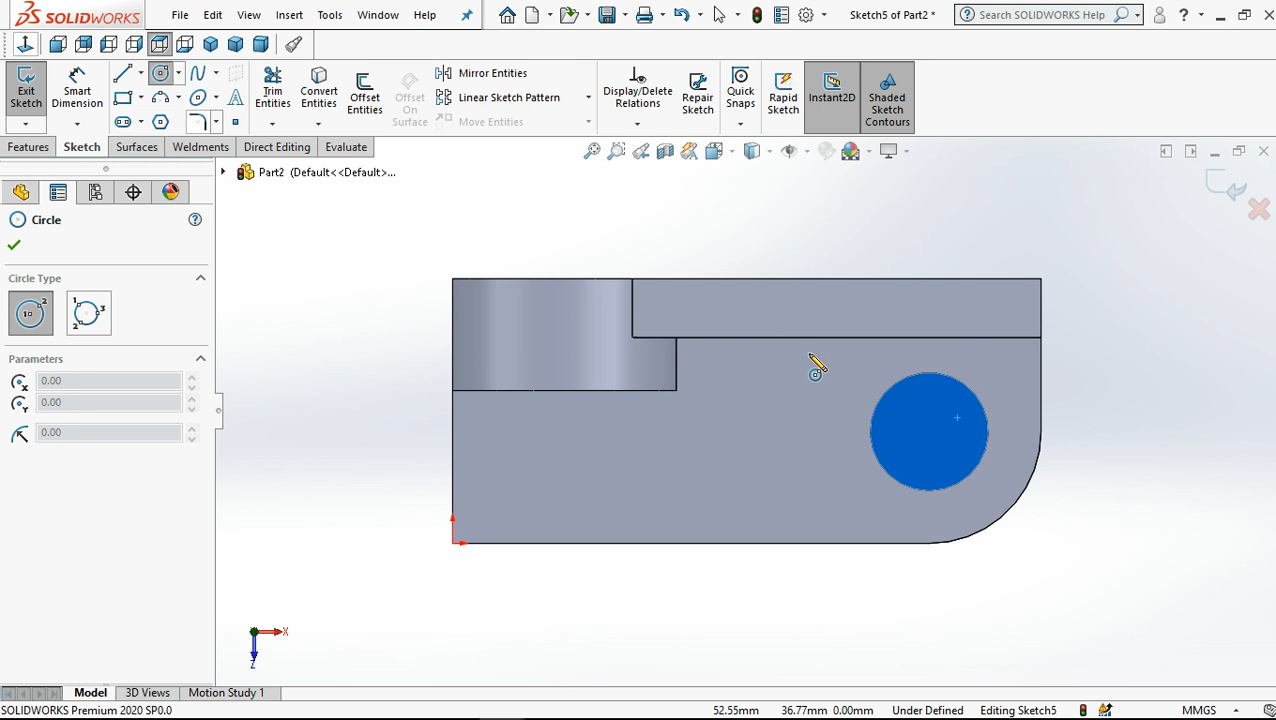 SOLIDWORKS File Edit View Insert Tools Window Help Sketch5 of Part2 * Search SOLIDWORKS Help ?
Exit Sketch Smart Dimension Trim Entities Convert Entities Offset Entities Offset On Surface Mirror Entities Linear Sketch Pattern Move Entities Display/Delete Relations Repair Sketch Quick Snaps Rapid Sketch Instant2D Shaded Sketch Contours
Features Sketch Surfaces Weldments Direct Editing Evaluate
Part2 (Default<<Default>...
Circle
Circle Type
Parameters
0.00
0.00
0.00
X
Z
Model 3D Views Motion Study 1
SOLIDWORKS Premium 2020 SP0.0 52.55mm 36.77mm 0.00mm Under Defined Editing Sketch5 MMGS